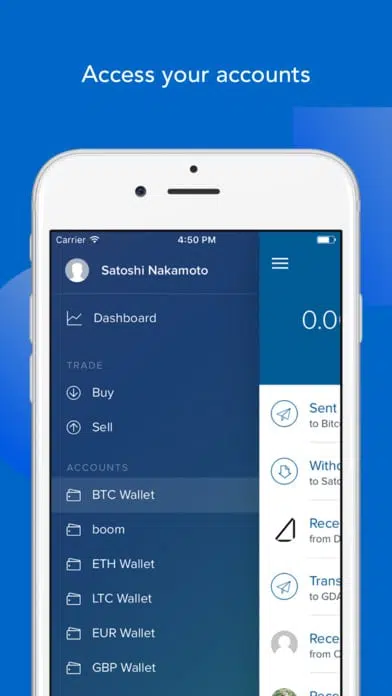 Access your accounts
Carrier 4:50 PM
Satoshi Nakamoto
Dashboard
TRADE
Buy
Sell
ACCOUNTS
BTC Wallet
boom
ETH Wallet
LTC Wallet
EUR Wallet
GBP Wallet
0.0
Sent
to Bitco
Witho
to Sato
Rece
from D
Trans
to GDA
Rece
from C
Rece